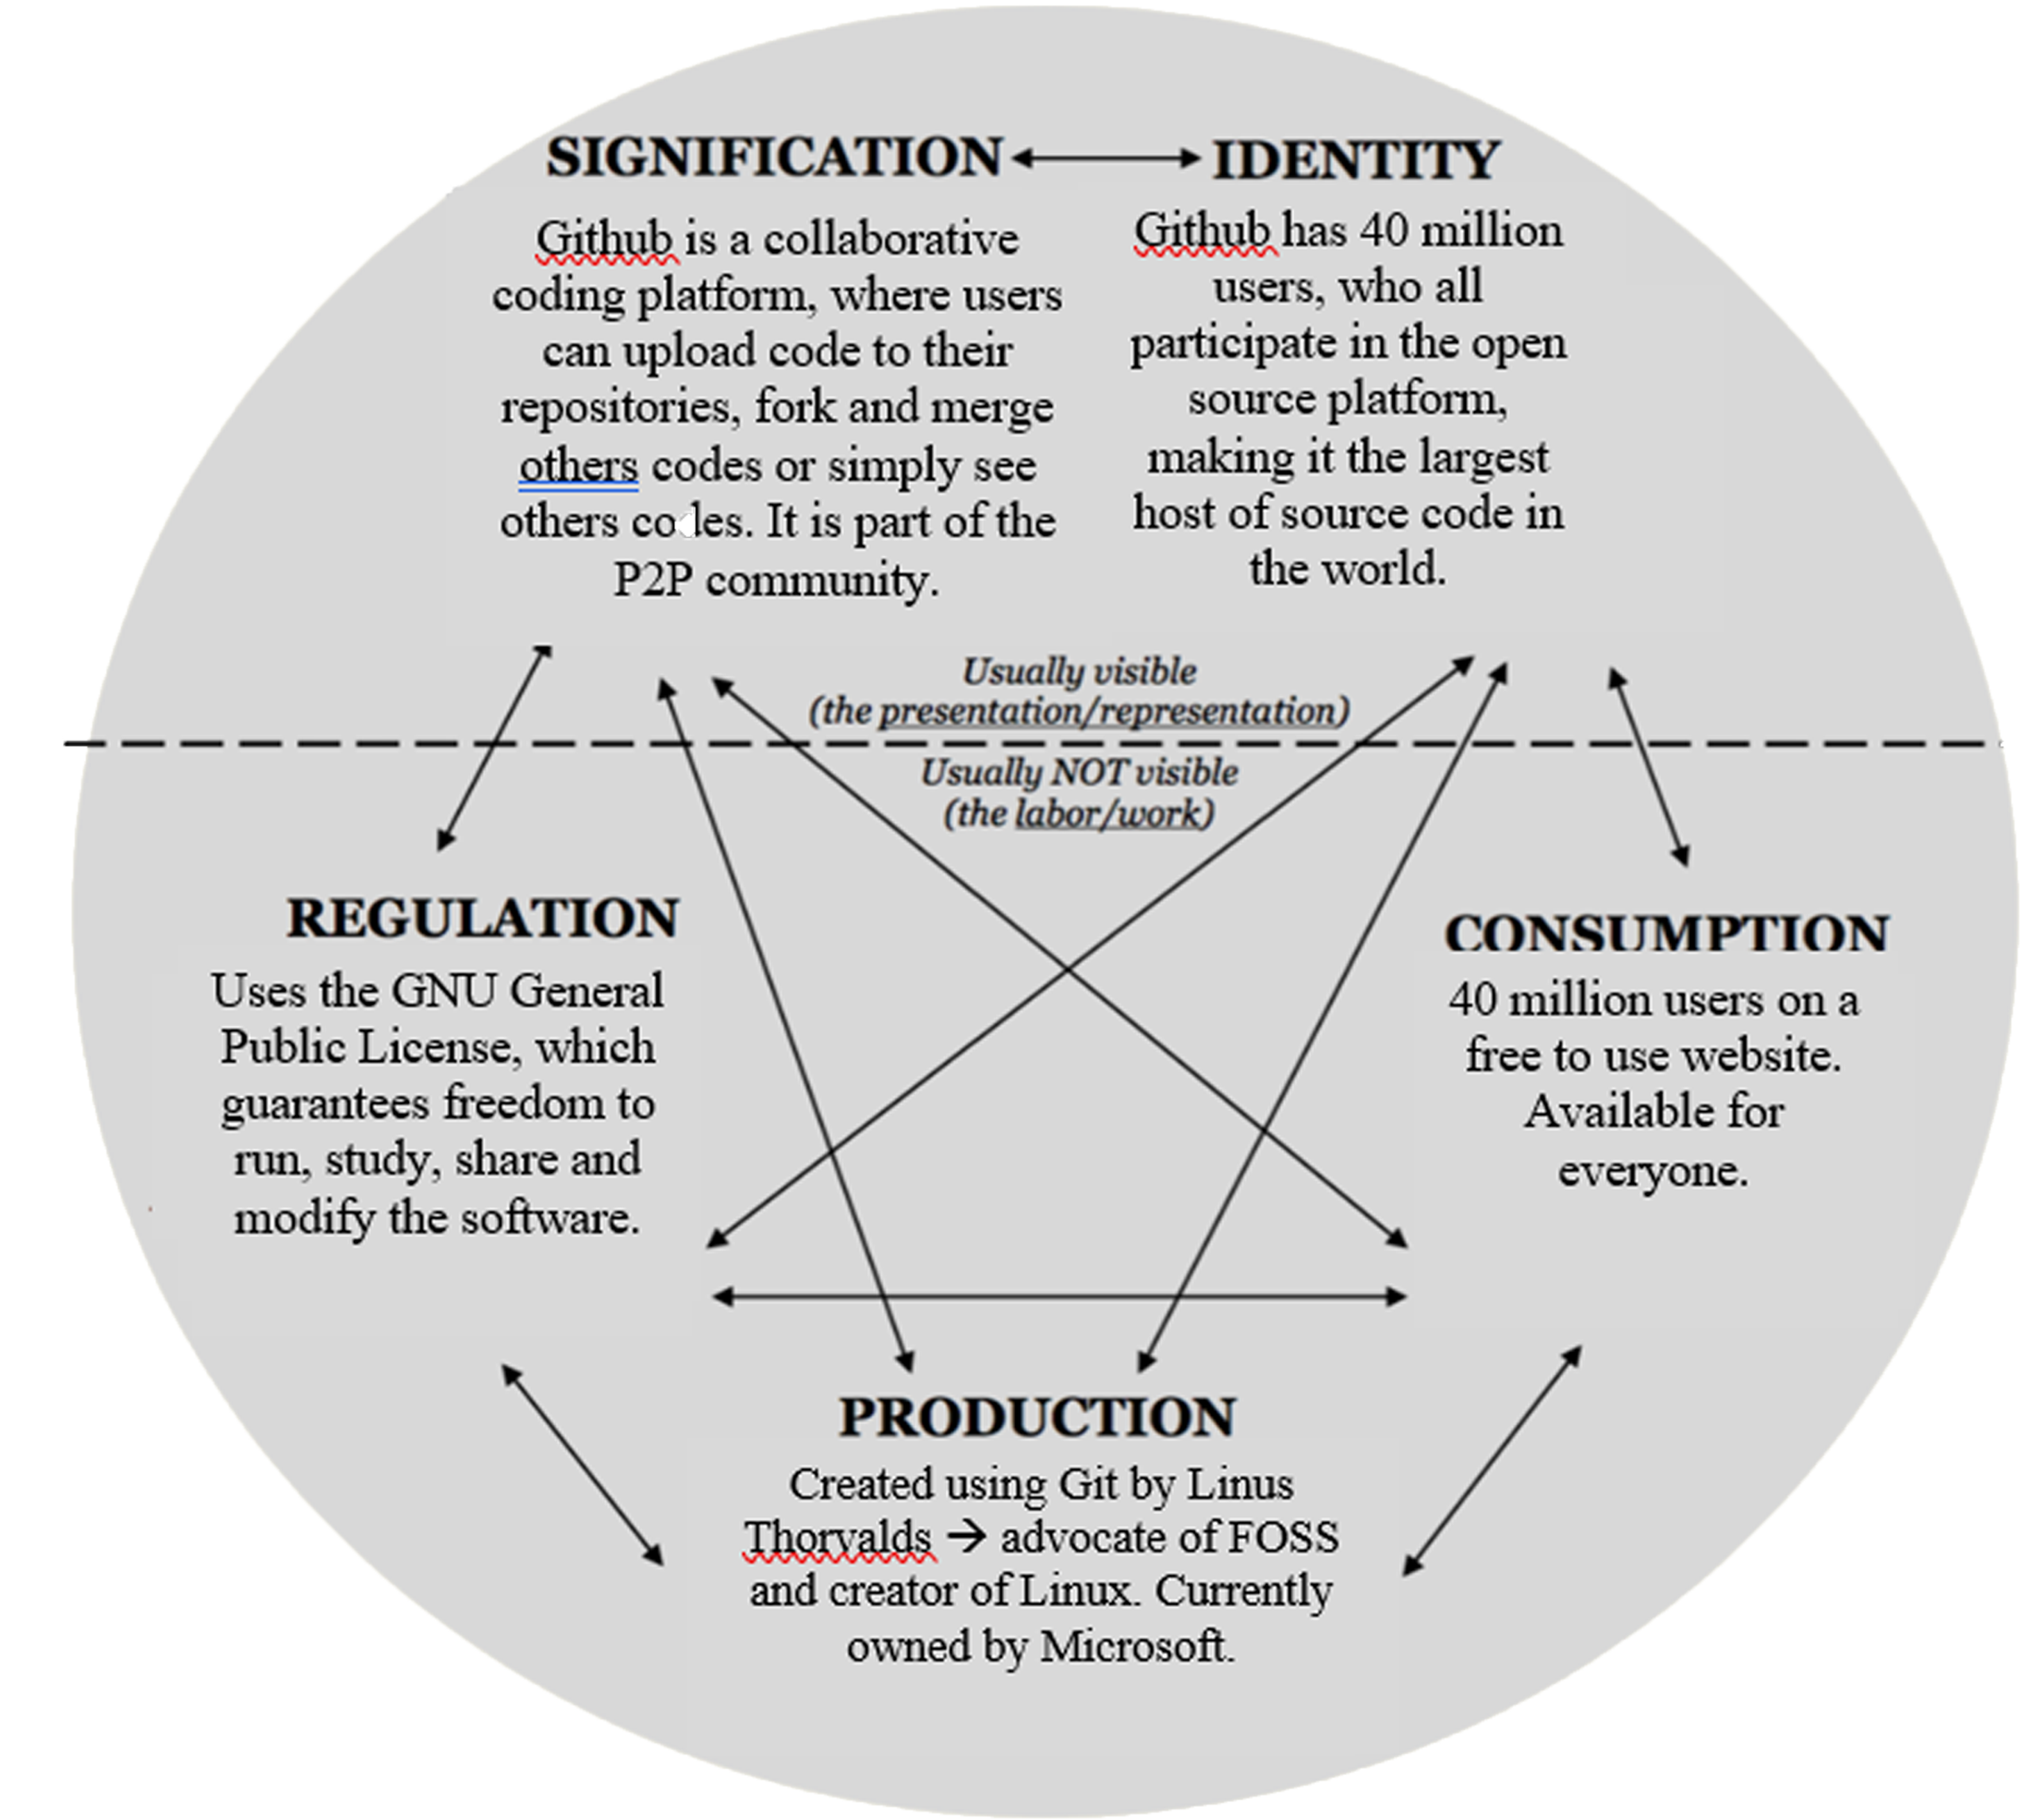 SIGNIFICATION
Github is a collaborative
coding platform, where users
can upload code to their
repositories, fork and merge
others codes or simply see
others codes. It is part of the
P2P community.
IDENTITY
Github has 40 million
users, who all
participate in the open
source platform,
making it the largest
host of source code in
the world.
Usually visible
(the presentation/representation)
Usually NOT visible
(the labor/work)
REGULATION
Uses the GNU General
Public License, which
guarantees freedom to
run, study, share and
modify the software.
CONSUMPTION
40 million users on a
free to use website.
Available for
everyone.
PRODUCTION
Created using Git by Linus
Thorvalds → advocate of FOSS
and creator of Linux. Currently
owned by Microsoft.